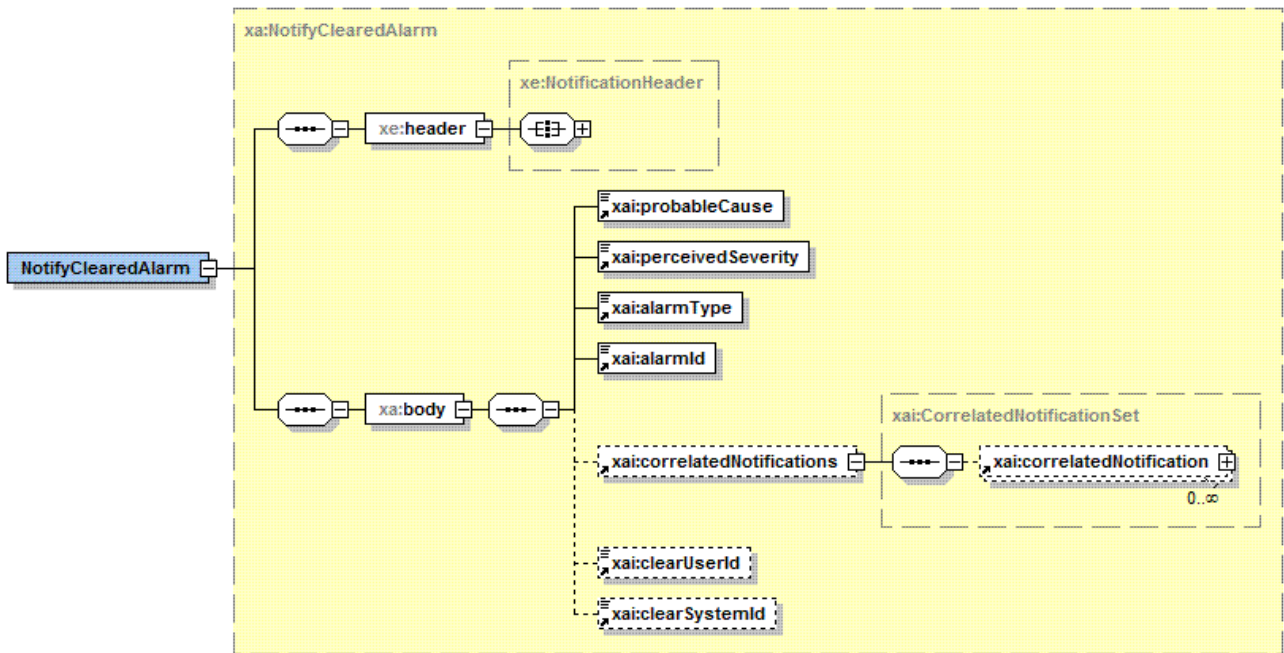 xa:NotifyClearedAlarm
xe:NotificationHeader
xe:header
xai:probableCause
xai:perceivedSeverity
NotifyClearedAlarm
xai:alarmType
xai:alarmId
xa:body
xai:CorrelatedNotificationSet
xai:correlatedNotifications
xai:correlatedNotification
0..∞
xai:clearUserId
xai:clearSystemId